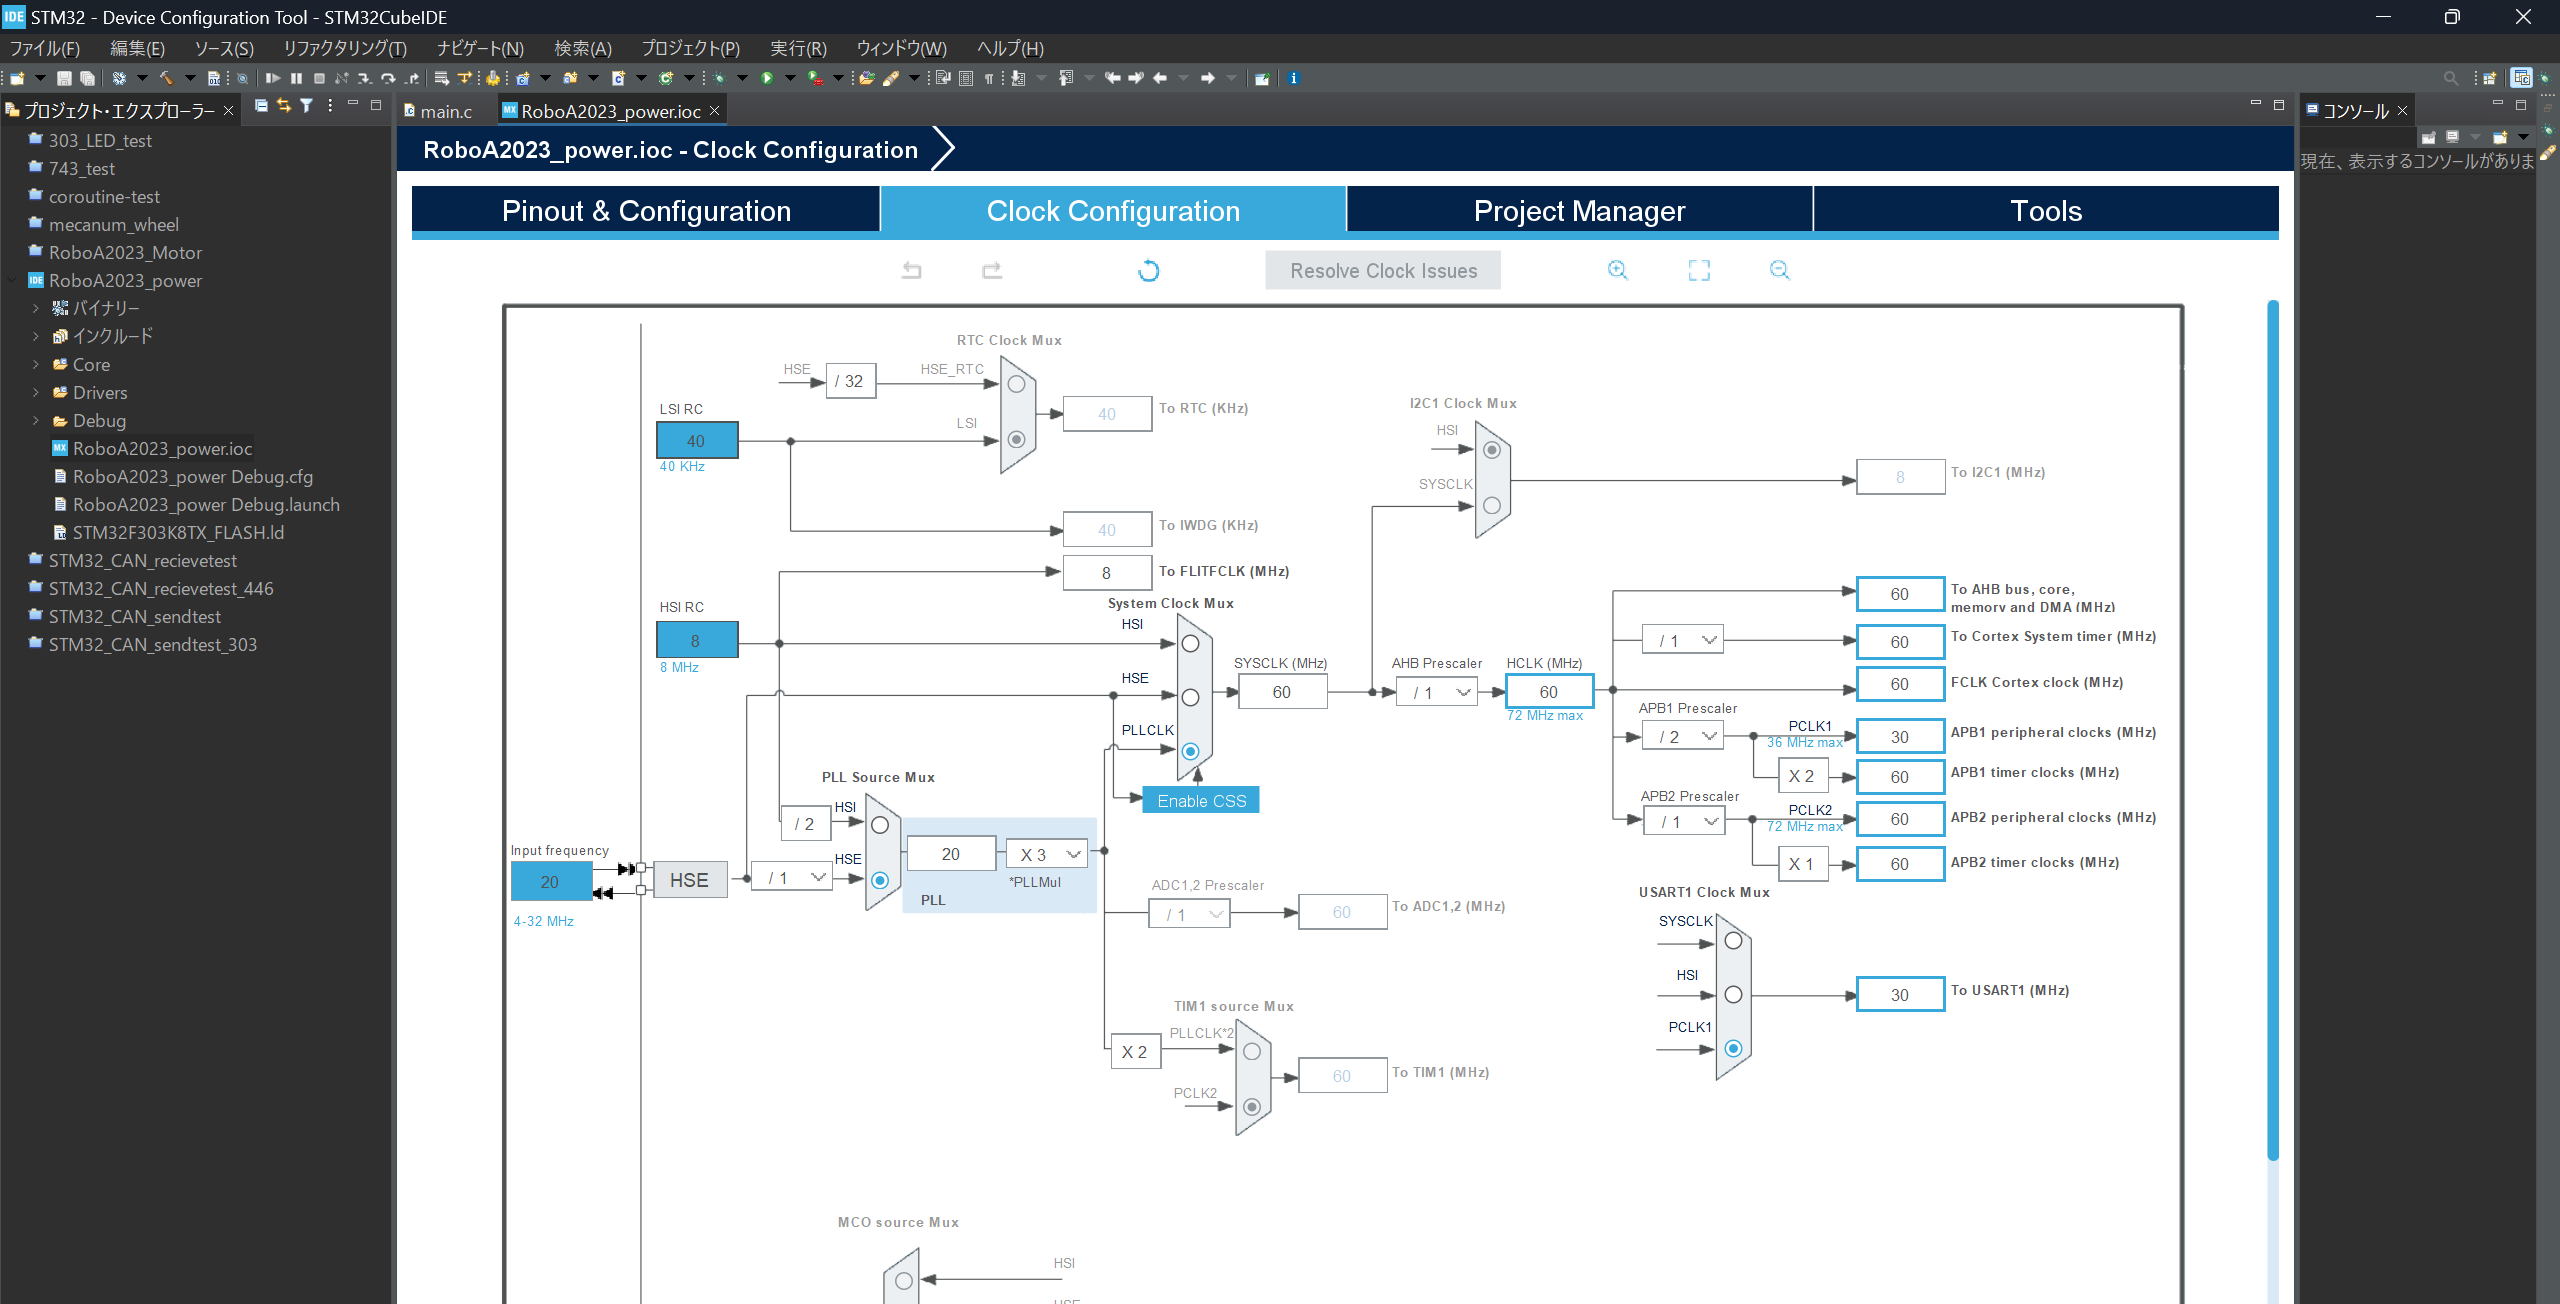 STM32 - Device Configuration Tool - STM32CubeIDE
ファイル(F) 編集(E) ソース(S) リファクタリング(T) ナビゲート(N) 検索(A) プロジェクト(P) 実行(R) ウィンドウ(W) ヘルプ(H)
プロジェクト・エクスプローラー
303_LED_test
743_test
coroutine-test
mecanum_wheel
RoboA2023_Motor
RoboA2023_power
バイナリー
インクルード
Core
Drivers
Debug
RoboA2023_power.ioc
RoboA2023_power Debug.cfg
RoboA2023_power Debug.launch
STM32F303K8TX_FLASH.ld
STM32_CAN_recievetest
STM32_CAN_recievetest_446
STM32_CAN_sendtest
STM32_CAN_sendtest_303
main.c
RoboA2023_power.ioc
RoboA2023_power.ioc - Clock Configuration
Pinout & Configuration
Clock Configuration
Project Manager
Tools
Resolve Clock Issues
RTC Clock Mux
HSE
/ 32
HSE_RTC
LSI RC
40
40 KHz
LSI
40
To RTC (KHz)
I2C1 Clock Mux
HSI
SYSCLK
8
To I2C1 (MHz)
40
To IWDG (KHz)
8
To FLITFCLK (MHz)
System Clock Mux
HSI RC
8
8 MHz
HSI
HSE
PLLCLK
SYSCLK (MHz)
60
AHB Prescaler
/ 1
HCLK (MHz)
60
72 MHz max
60
To AHB bus, core,
memory and DMA (MHz)
/ 1
60
To Cortex System timer (MHz)
60
FCLK Cortex clock (MHz)
APB1 Prescaler
/ 2
PCLK1
36 MHz max
30
APB1 peripheral clocks (MHz)
X 2
60
APB1 timer clocks (MHz)
APB2 Prescaler
/ 1
PCLK2
72 MHz max
60
APB2 peripheral clocks (MHz)
X 1
60
APB2 timer clocks (MHz)
Enable CSS
PLL Source Mux
HSI
/ 2
HSE
Input frequency
20
4-32 MHz
HSE
/ 1
20
X 3
*PLLMul
PLL
ADC1,2 Prescaler
/ 1
60
To ADC1,2 (MHz)
USART1 Clock Mux
SYSCLK
HSI
PCLK1
30
To USART1 (MHz)
TIM1 source Mux
X 2
PLLCLK*2
PCLK2
60
To TIM1 (MHz)
MCO source Mux
HSI
HSE
コンソール
現在、表示するコンソールがありま